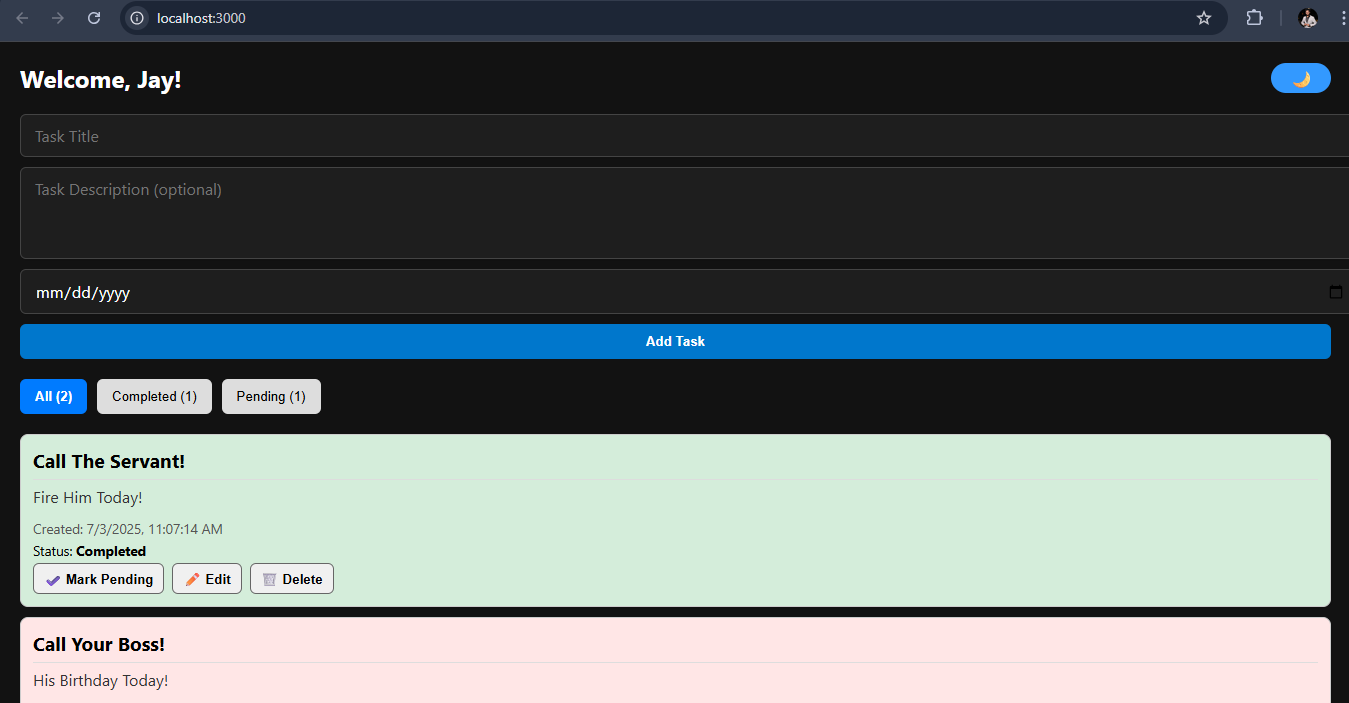 localhost:3000
Welcome, Jay!
Task Title
Task Description (optional)
mm/dd/yyyy
Add Task
All (2) Completed (1) Pending (1)
Call The Servant!
Fire Him Today!
Created: 7/3/2025, 11:07:14 AM
Status: Completed
Mark Pending Edit Delete
Call Your Boss!
His Birthday Today!